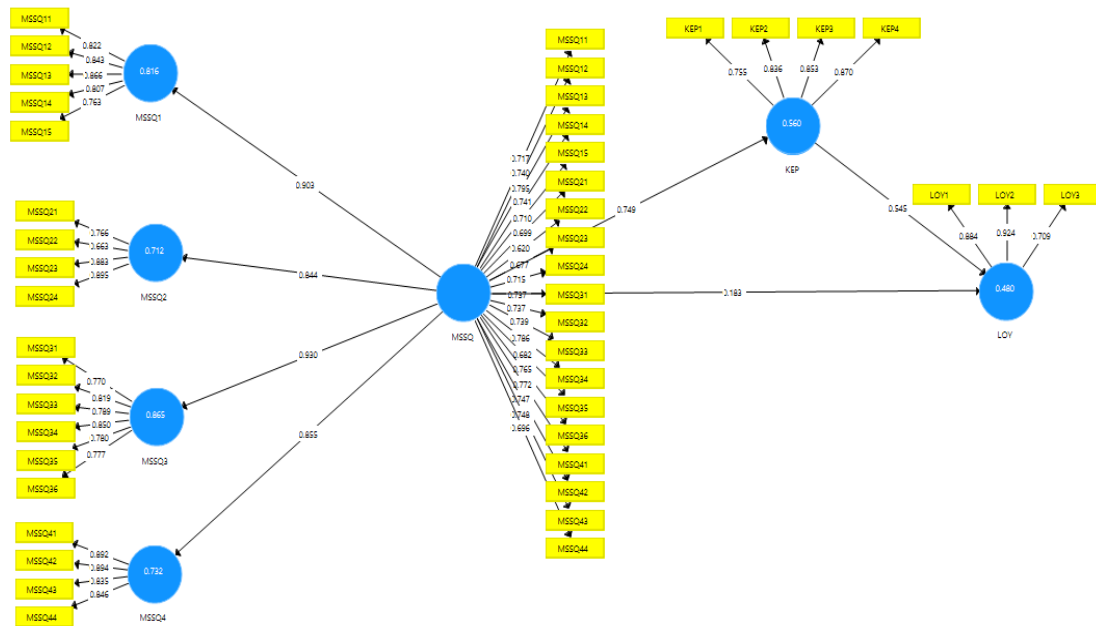 MSSQ11
MSSQ12
MSSQ13
MSSQ14
MSSQ15
0.822
0.843
0.866
0.807
0.763
0.816
MSSQ1
MSSQ21
MSSQ22
MSSQ23
MSSQ24
0.766
0.663
0.883
0.895
0.712
MSSQ2
MSSQ31
MSSQ32
MSSQ33
MSSQ34
MSSQ35
MSSQ36
0.770
0.819
0.789
0.850
0.780
0.777
0.865
MSSQ3
MSSQ41
MSSQ42
MSSQ43
MSSQ44
0.892
0.894
0.835
0.846
0.732
MSSQ4
0.903
0.844
0.930
0.855
MSSQ
MSSQ11
MSSQ12
MSSQ13
MSSQ14
MSSQ15
MSSQ21
MSSQ22
MSSQ23
MSSQ24
MSSQ31
MSSQ32
MSSQ33
MSSQ34
MSSQ35
MSSQ36
MSSQ41
MSSQ42
MSSQ43
MSSQ44
0.717
0.740
0.795
0.741
0.710
0.699
0.620
0.677
0.715
0.737
0.737
0.739
0.786
0.682
0.765
0.772
0.747
0.748
0.696
0.749
0.183
KEP1
KEP2
KEP3
KEP4
0.755
0.836
0.853
0.870
0.560
KEP
0.545
LOY1
LOY2
LOY3
0.884
0.924
0.709
0.480
LOY